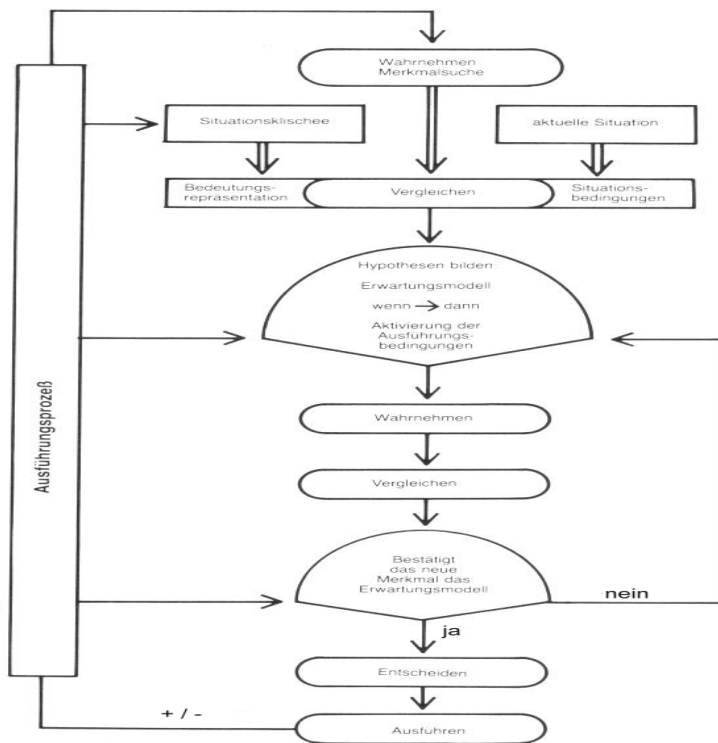 Wahrnehmen
Merkmalsuche
Situationsklischee
aktuelle Situation
Bedeutungs-
repräsentation
Vergleichen
Situations-
bedingungen
Hypothesen bilden
Erwartungsmodell
wenn → dann
Aktivierung der
Ausführungs-
bedingungen
Ausführungsprozeß
Wahrnehmen
Vergleichen
Bestätigt
das neue
Merkmal das
Erwartungsmodell
nein
ja
Entscheiden
+ / -
Ausführen